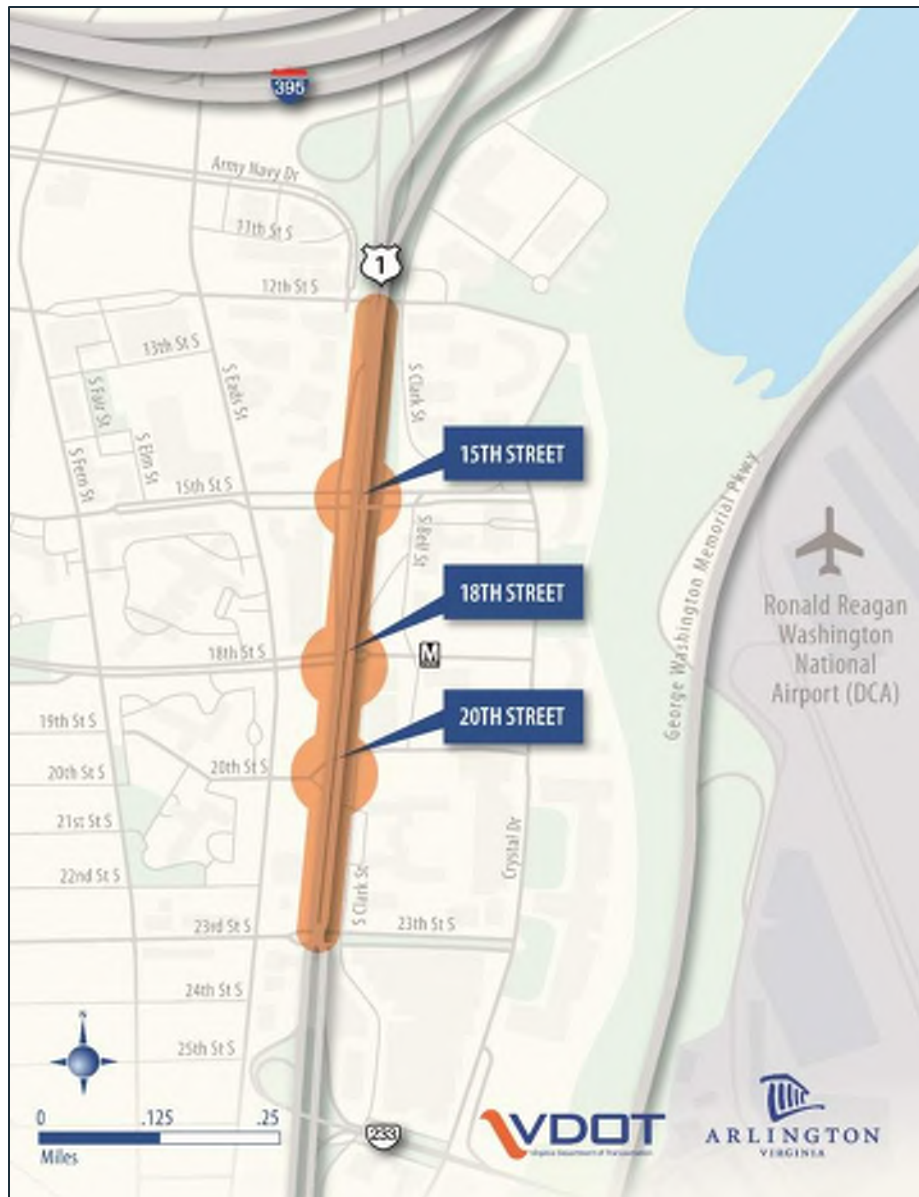 395
Army Navy Dr
11th St S
1
12th St S
13th St S
S Fair St
S Eads St
S Clark St
S Elm St
S Fern St
15TH STREET
15th St S
S Bell St
George Washington Memorial Pkwy
18TH STREET
Ronald Reagan
Washington
National
Airport (DCA)
18th St S
M
20TH STREET
19th St S
20th St S
20th St S
21st St S
Crystal Dr
22nd St S
S Clark St
23rd St S
23th St S
24th St S
N
25th St S
0 .125 .25
Miles
233
VDOT
Virginia Department of Transportation
ARLINGTON
VIRGINIA